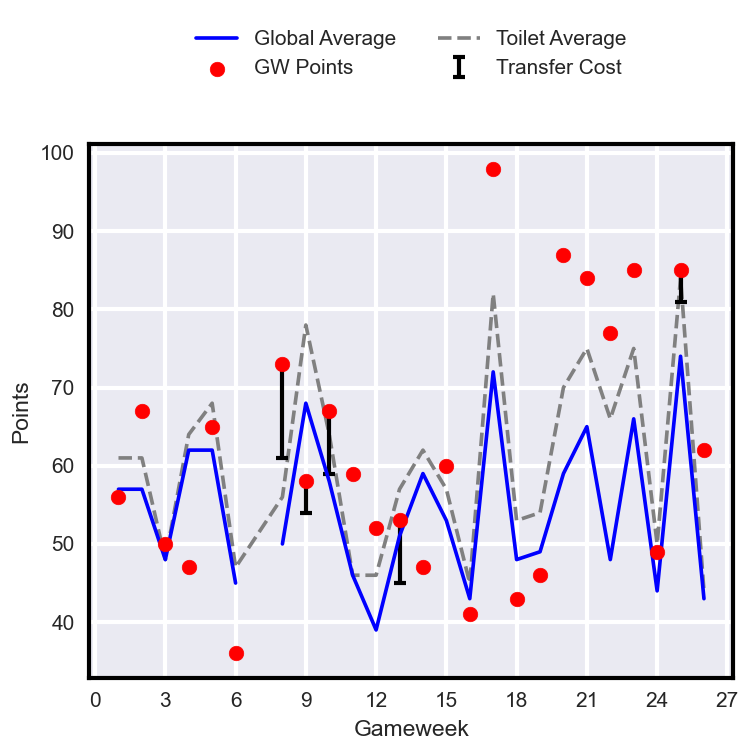 Global Average
Toilet Average
GW Points
Transfer Cost
100
90
80
70
60
50
40
Points
0 3 6 9 12 15 18 21 24 27
Gameweek